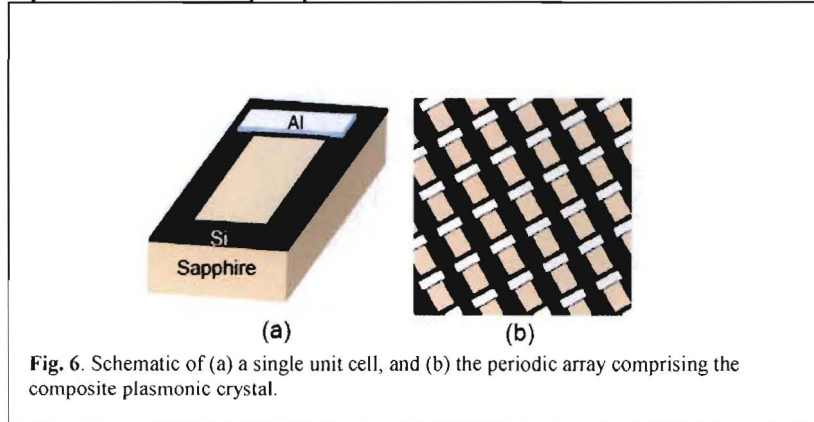 Al
Si
Sapphire
(a)
(b)
Fig. 6. Schematic of (a) a single unit cell, and (b) the periodic array comprising the
composite plasmonic crystal.